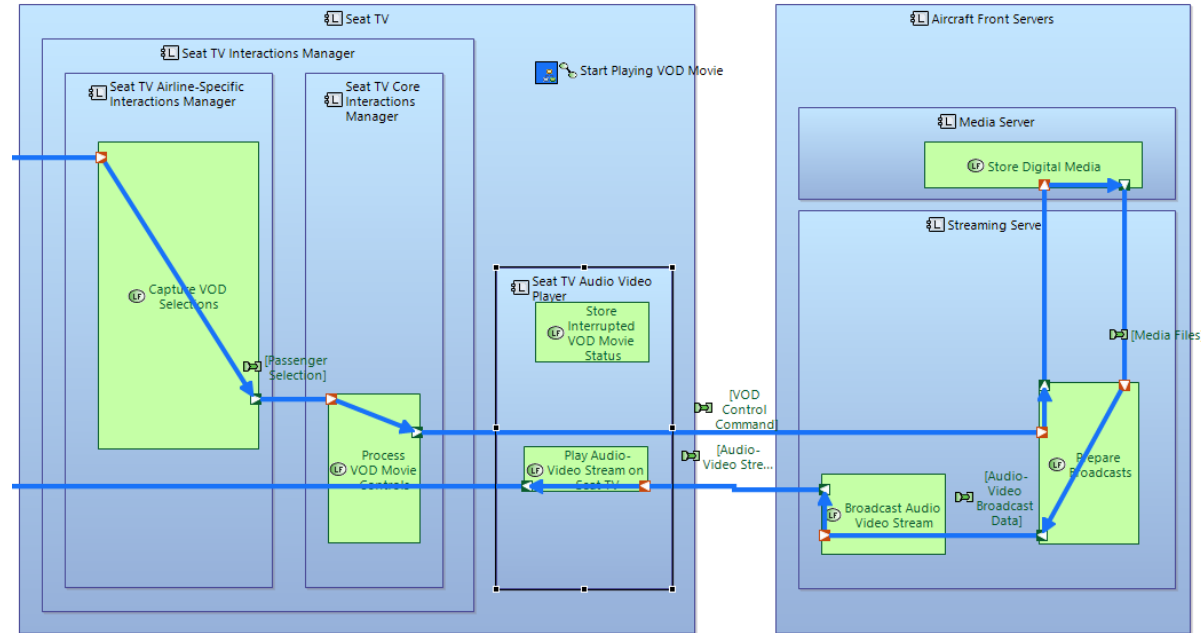 Seat TV
Seat TV Interactions Manager
Seat TV Airline-Specific
Interactions Manager
Seat TV Core
Interactions
Manager
Start Playing VOD Movie
Capture VOD
Selections
[Passenger
Selection]
Process
VOD Movie
Controls
Seat TV Audio Video
Player
Store
Interrupted
VOD Movie
Status
Play Audio-
Video Stream on
Seat TV
[VOD
Control
Command]
[Audio-
Video Stre...
Aircraft Front Servers
Media Server
Store Digital Media
Streaming Serve
[Media Files
Prepare
Broadcasts
[Audio-
Video
Broadcast
Data]
Broadcast Audio
Video Stream